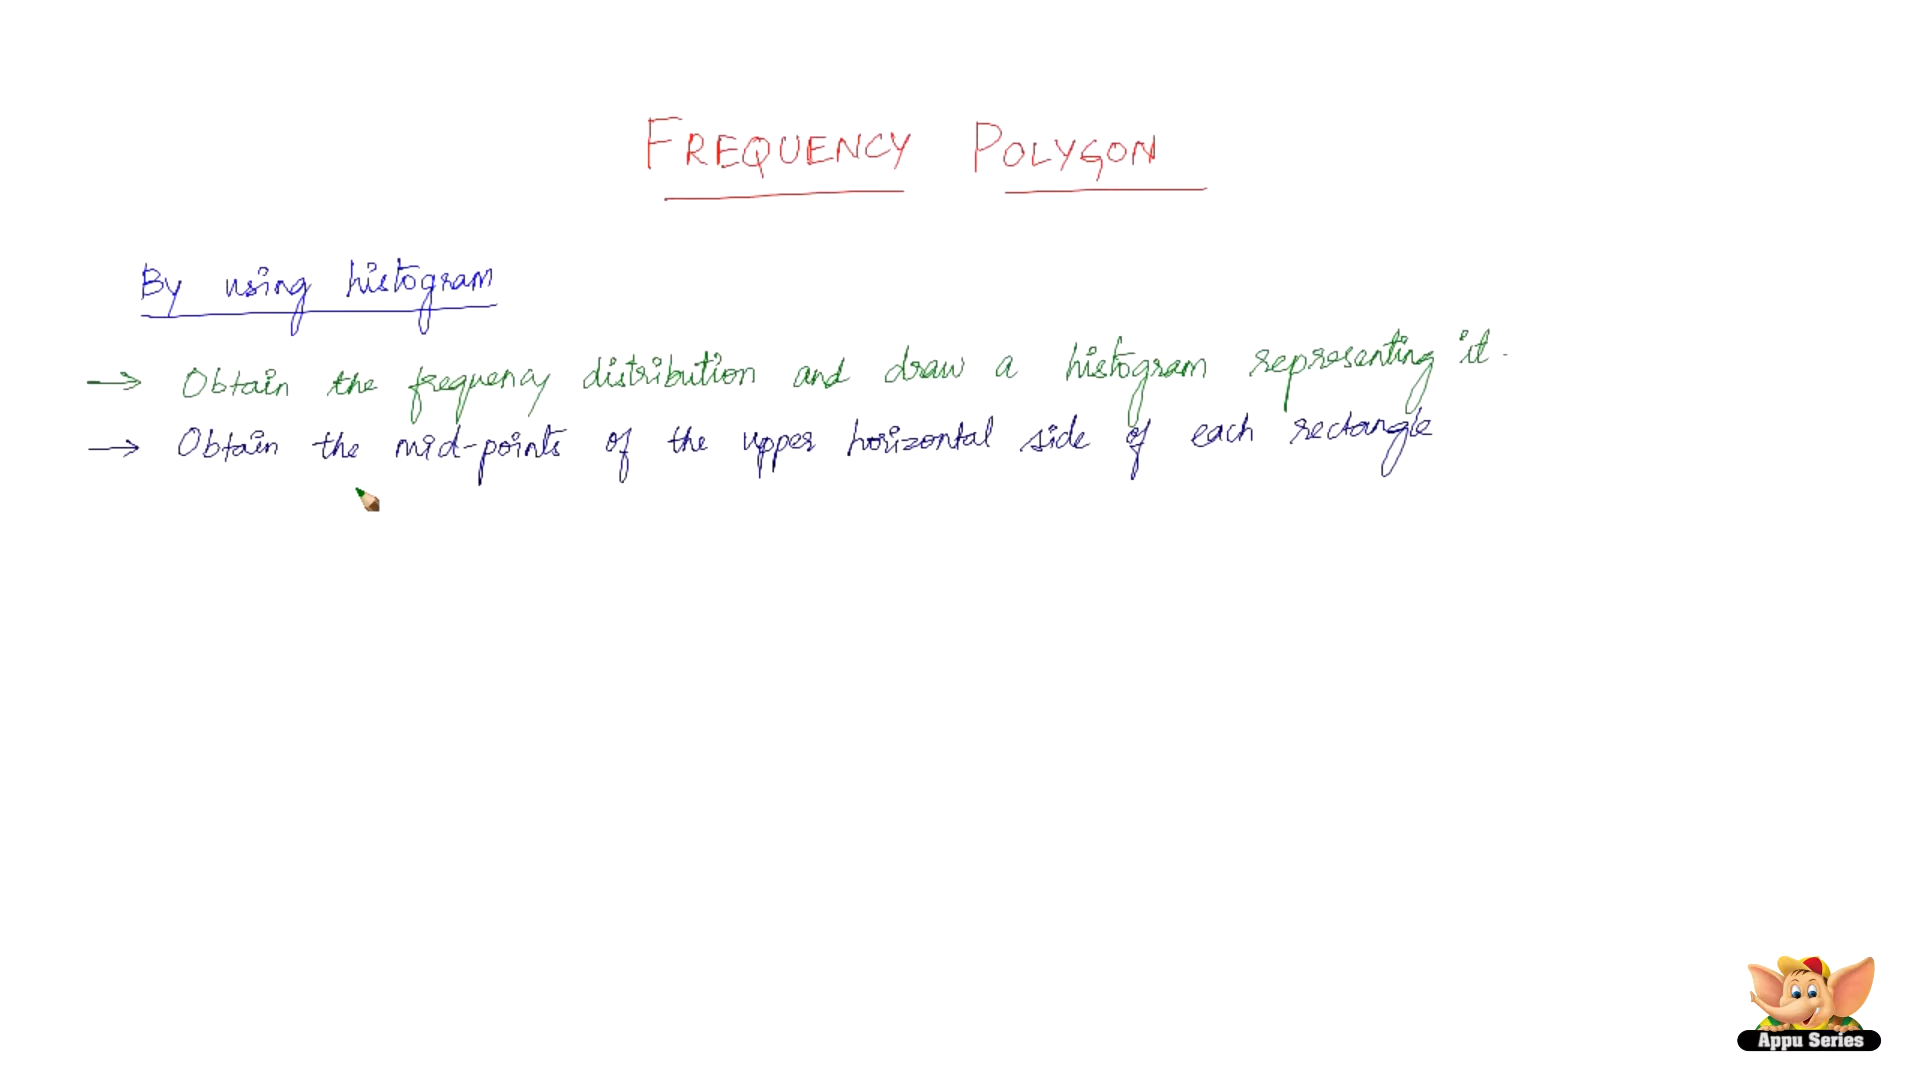 FREQUENCY POLYGON
By using histogram
→ Obtain the frequency distribution and draw a histogram representing it.
→ Obtain the mid-points of the upper horizontal side of each rectangle
Appu Series